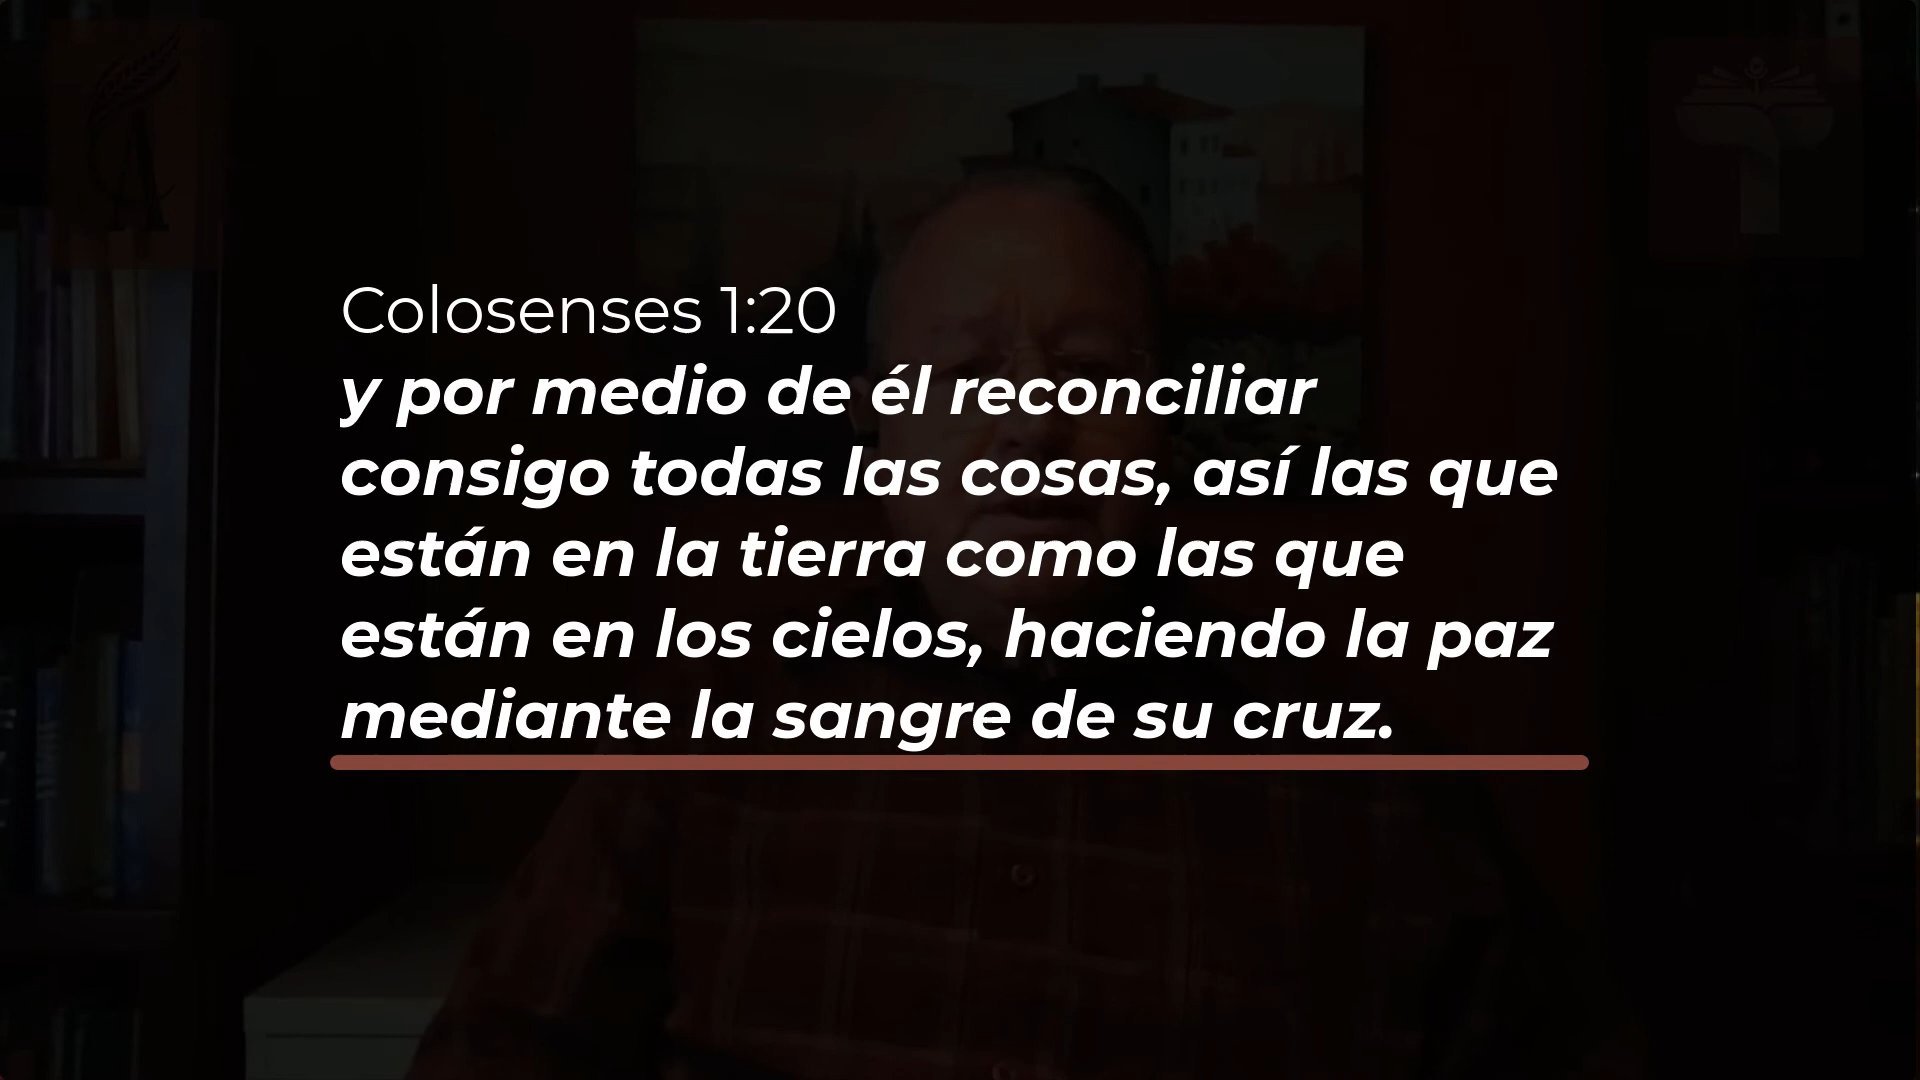 Colosenses 1:20
y por medio de él reconciliar
consigo todas las cosas, así las que
están en la tierra como las que
están en los cielos, haciendo la paz
mediante la sangre de su cruz.